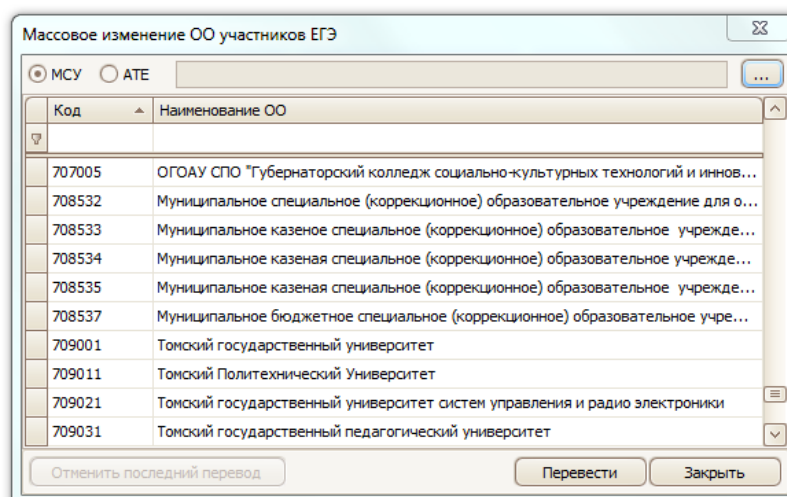 Массовое изменение ОО участников ЕГЭ
МСУ АТЕ ...
Код Наименование ОО
707005 ОГОАУ СПО "Губернаторский колледж социально-культурных технологий и иннов...
708532 Муниципальное специальное (коррекционное) образовательное учреждение для о...
708533 Муниципальное казеное специальное (коррекционное) образовательное учрежде...
708534 Муниципальное казеная специальное (коррекционное) образовательное учрежде...
708535 Муниципальное казеная специальное (коррекционное) образовательное учрежде...
708537 Муниципальное бюджетное специальное (коррекционное) образовательное учре...
709001 Томский государственный университет
709011 Томский Политехнический Университет
709021 Томский государственный университет систем управления и радио электроники
709031 Томский государственный педагогический университет
Отменить последний перевод Перевести Закрыть